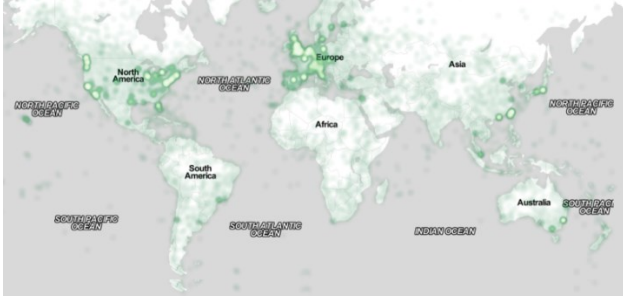 Europe
Asia
North
America
NORTH ATLANTIC
OCEAN
NORTH PACIFIC
OCEAN
NORTH PACIFIC
OCEAN
Africa
South
America
Australia
SOUTH PACIFIC
OCEAN
SOUTH PACI
OCEAN
SOUTH ATLANTIC
OCEAN
INDIAN OCEAN